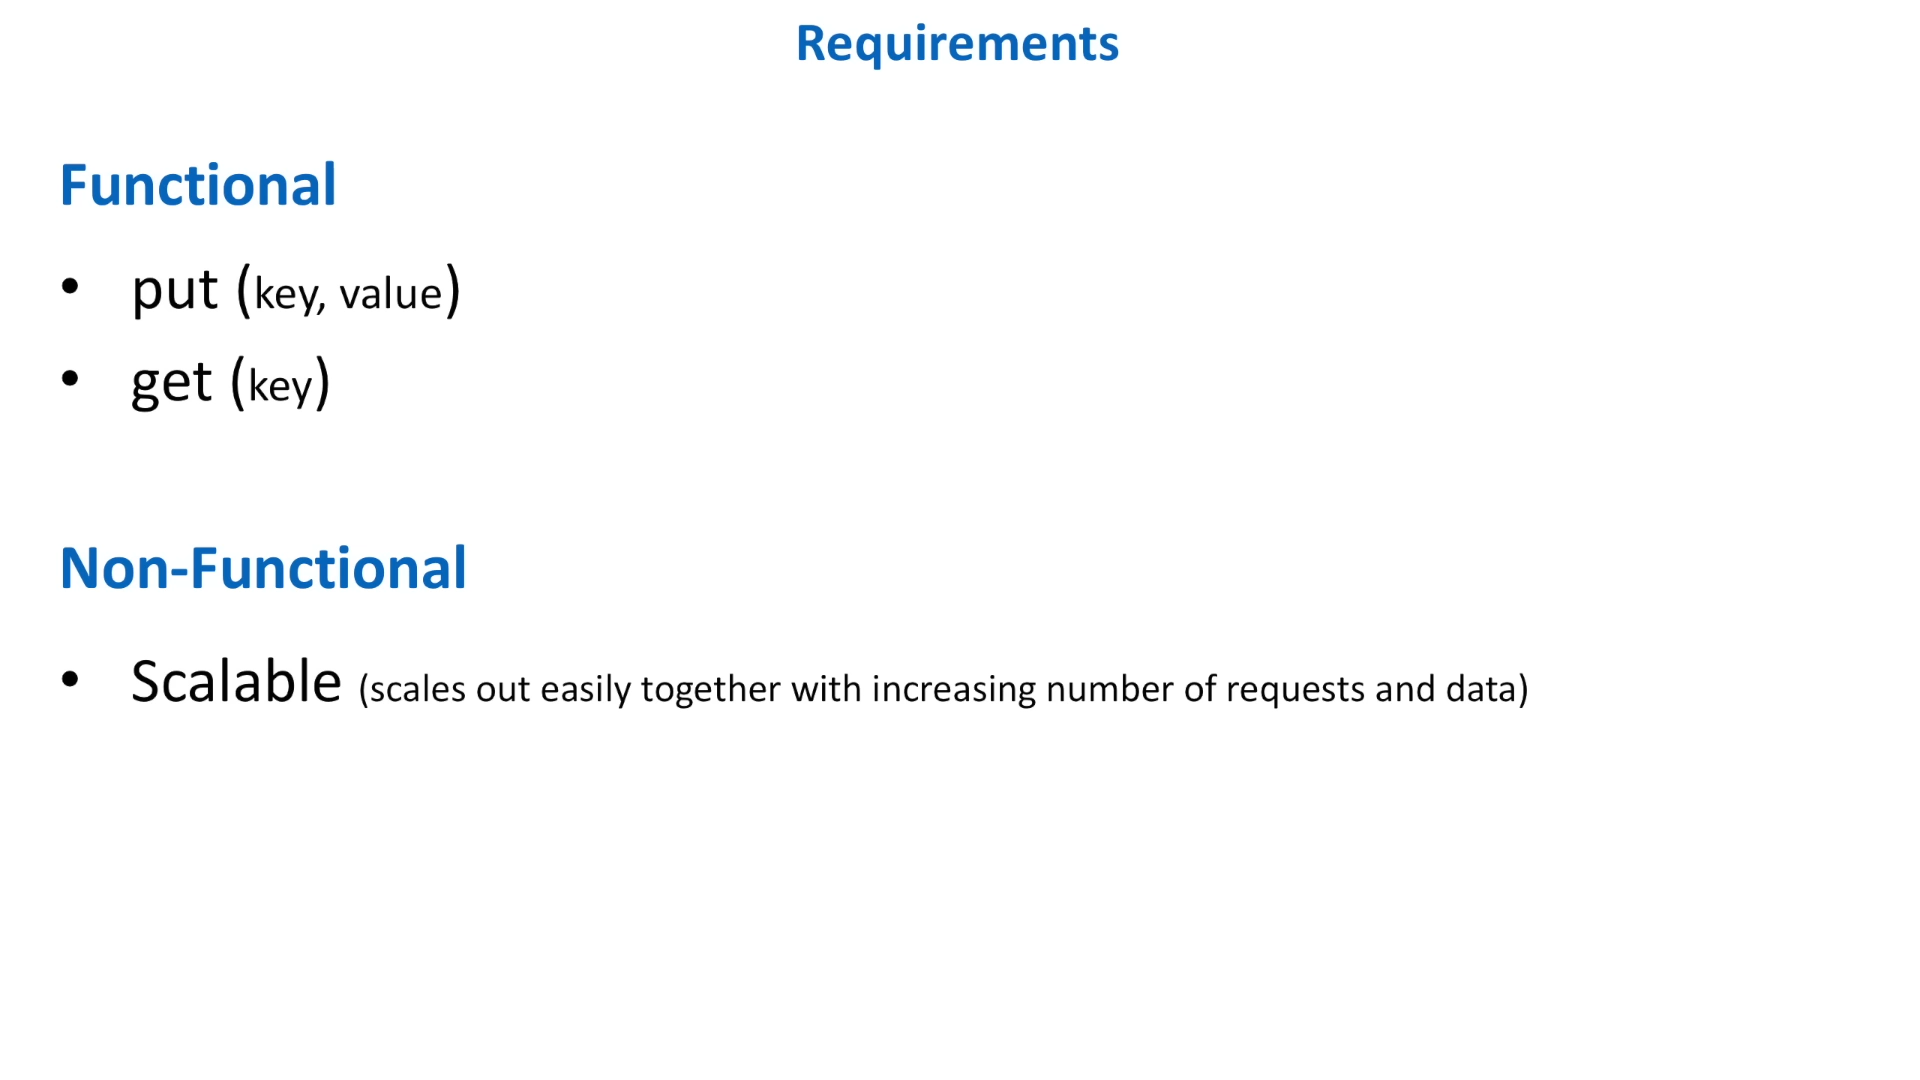 Requirements
Functional
• put (key, value)
• get (key)
Non-Functional
• Scalable (scales out easily together with increasing number of requests and data)